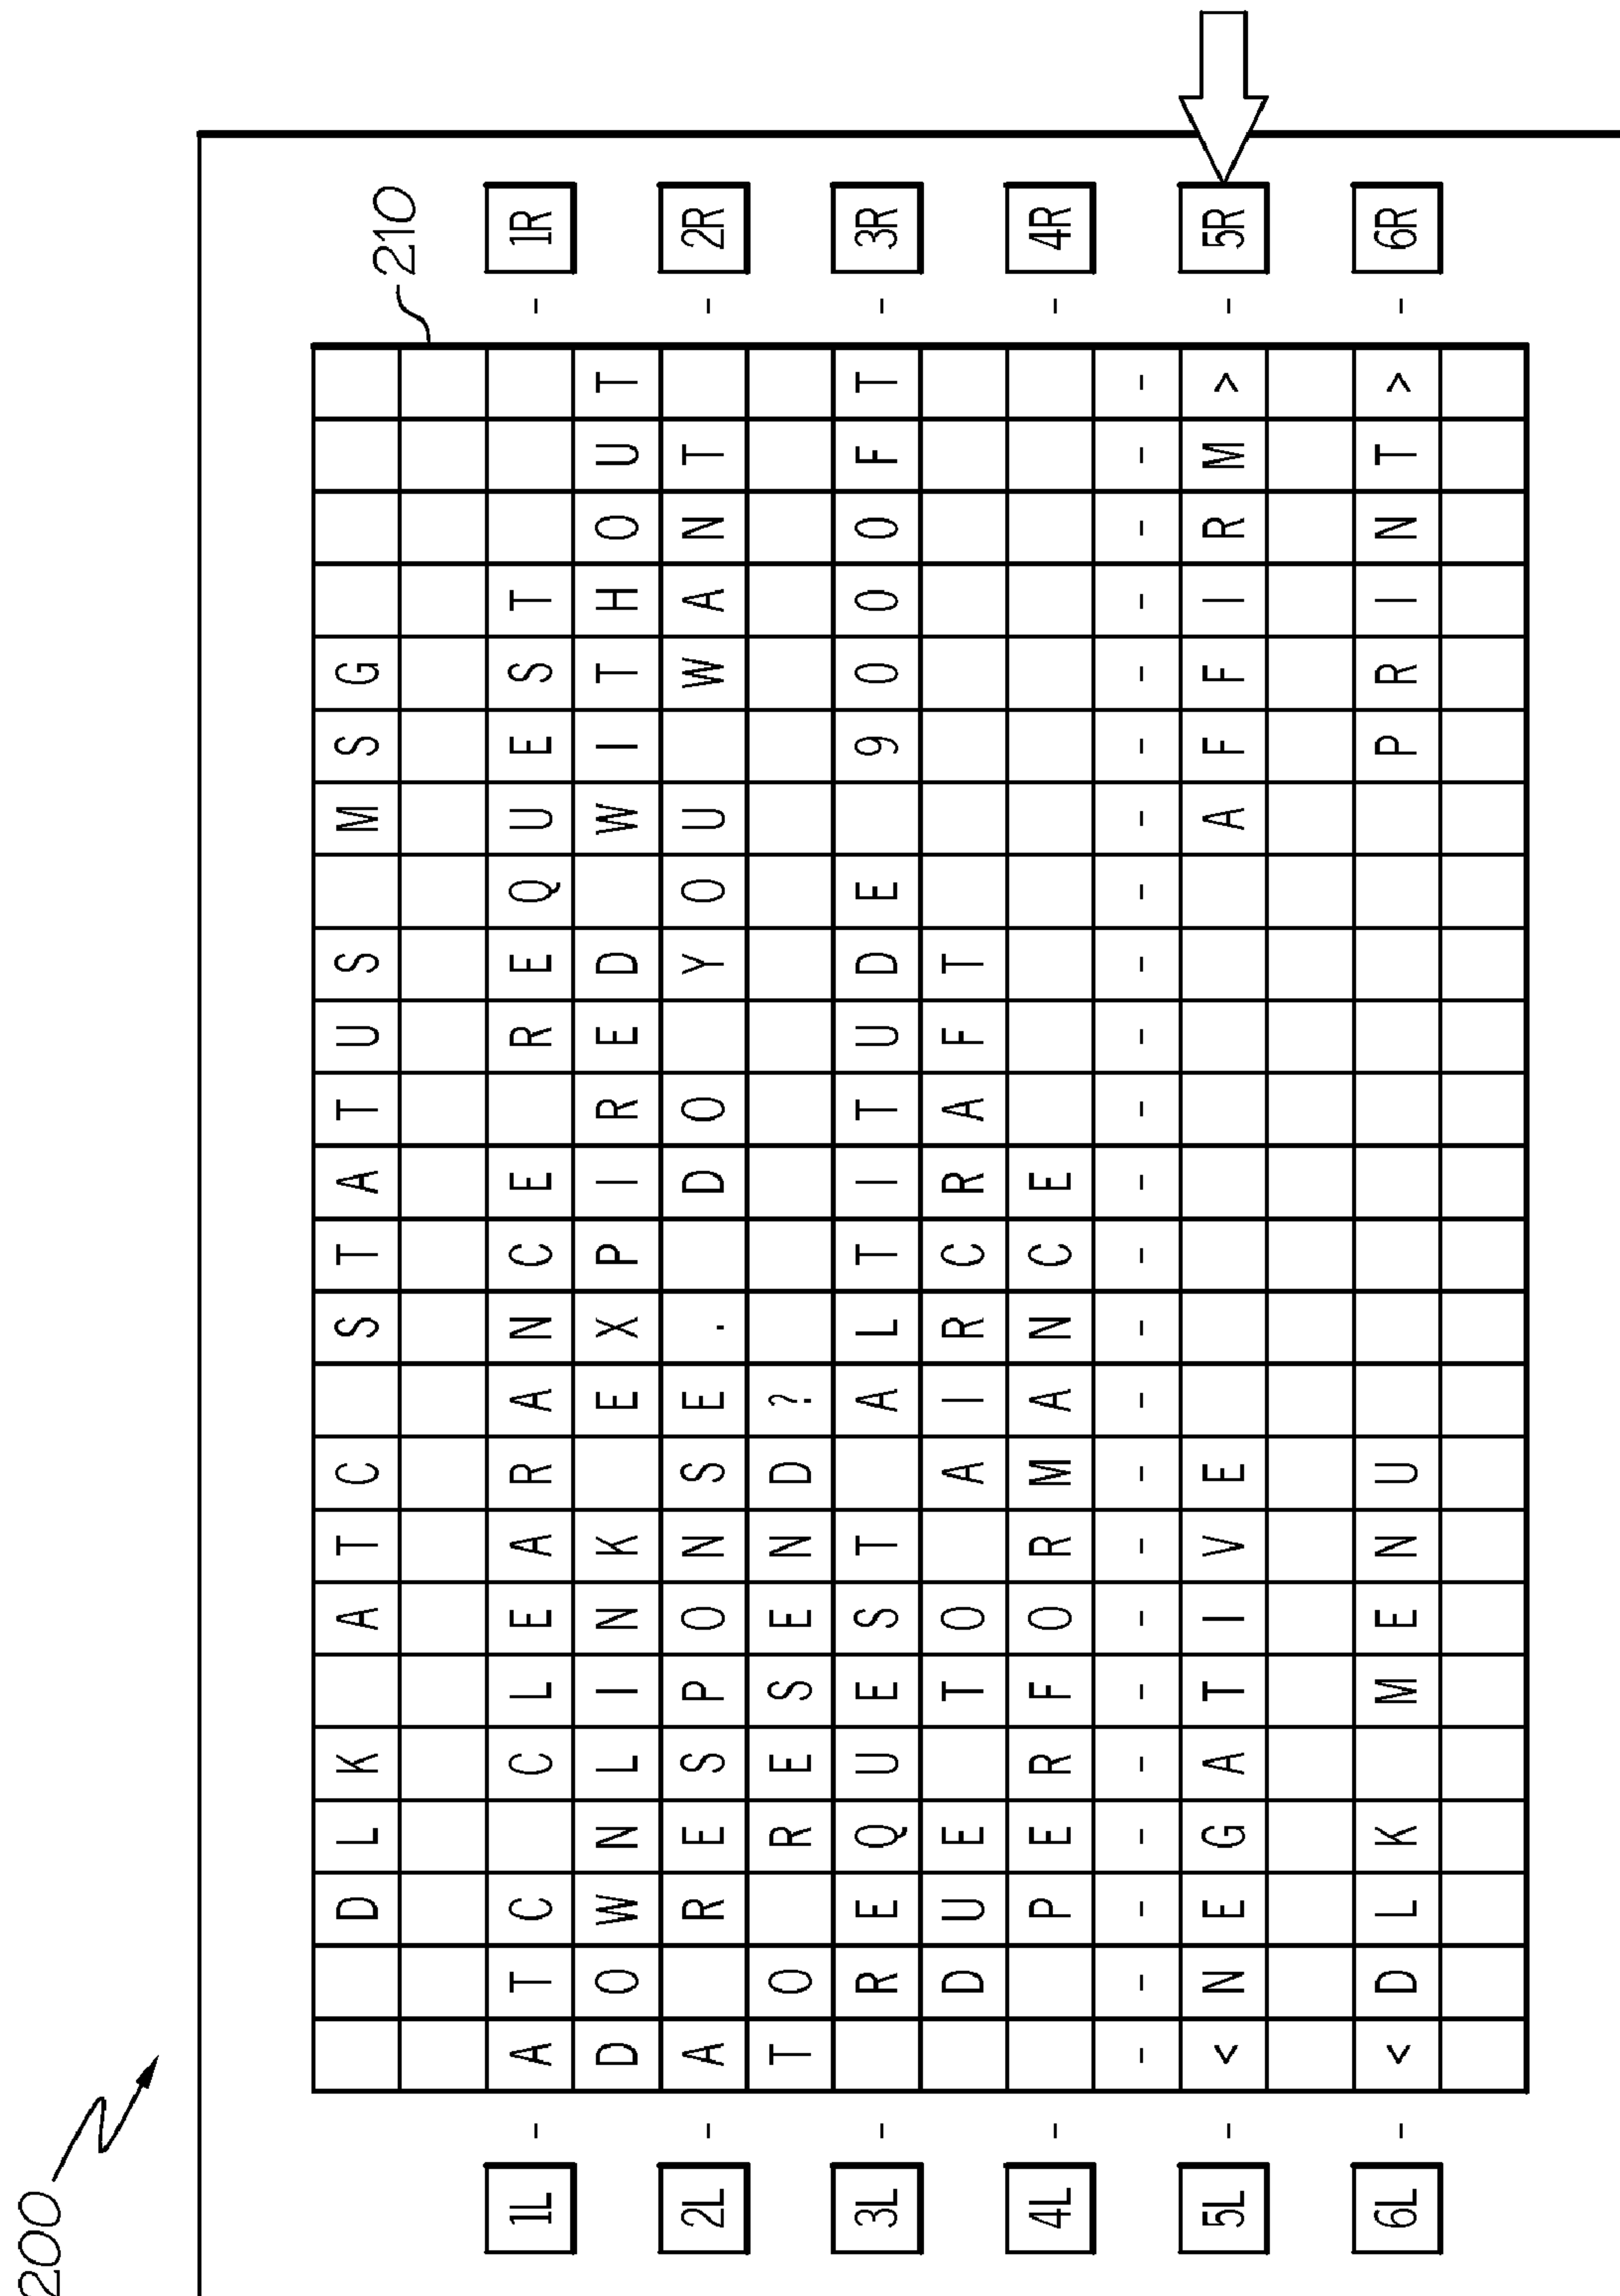 200
210
DLK ATC STATUS MSG
1L - ATC CLEARANCE REQUEST - 1R
DOWNLINK EXPIRED WITHOUT
2L - A RESPONSE. DO YOU WANT - 2R
TO RESEND?
3L - REQUEST ALTITUDE 9000FT - 3R
DUE TO AIRCRAFT
4L - PERFORMANCE - 4R
------------------------
5L - <NEGATIVE AFFIRM> - 5R
6L - <DLK MENU PRINT> - 6R